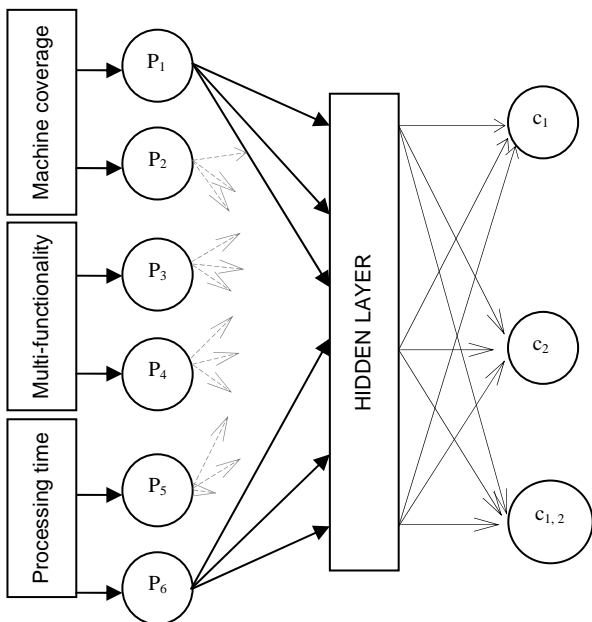 Machine coverage
P1
P2
Multi-functionality
P3
P4
Processing time
P5
P6
HIDDEN LAYER
c1
c2
c1, 2